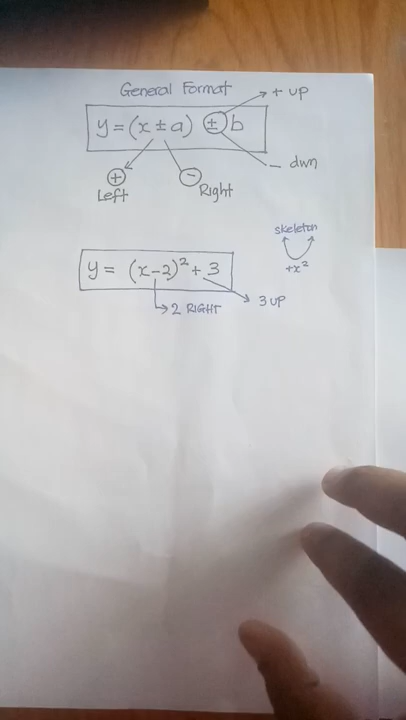 General Format
y = (x ± a) ± b
+ up
- dwn
+ Left
- Right
skeleton
+x²
y = (x-2)² + 3
2 RIGHT
3 UP